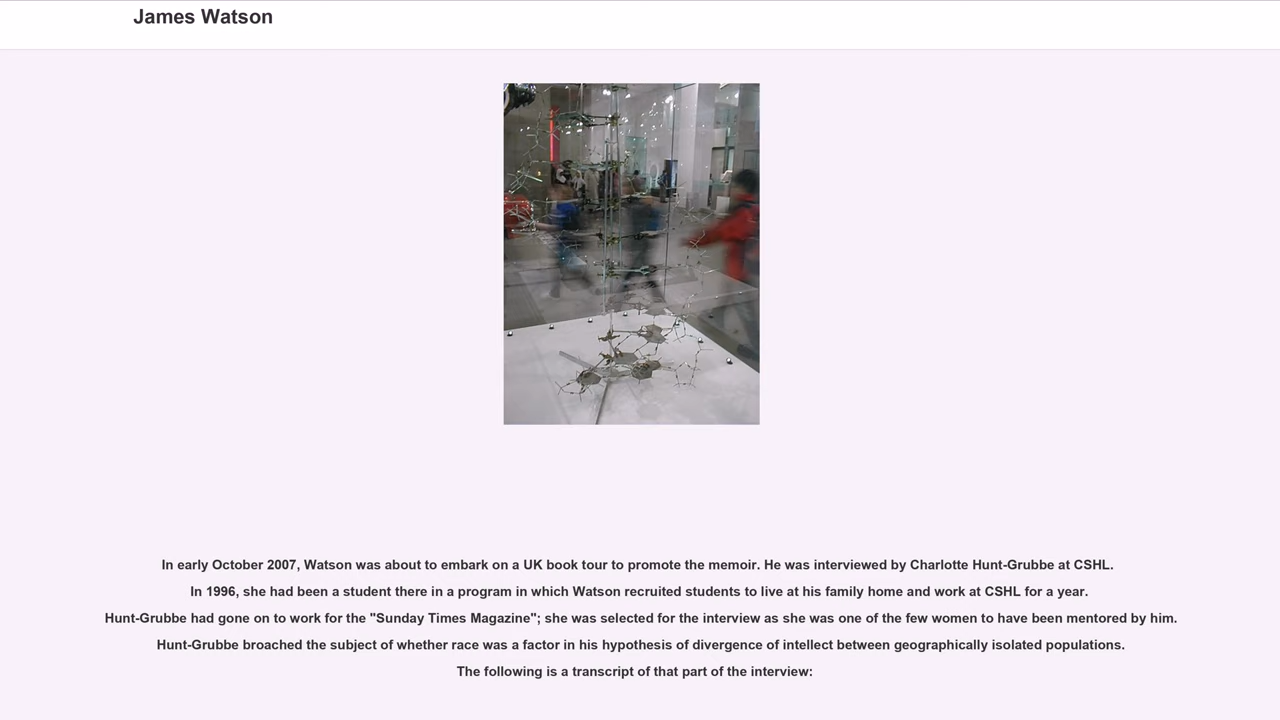 James Watson
In early October 2007, Watson was about to embark on a UK book tour to promote the memoir. He was interviewed by Charlotte Hunt-Grubbe at CSHL.
In 1996, she had been a student there in a program in which Watson recruited students to live at his family home and work at CSHL for a year.
Hunt-Grubbe had gone on to work for the "Sunday Times Magazine"; she was selected for the interview as she was one of the few women to have been mentored by him.
Hunt-Grubbe broached the subject of whether race was a factor in his hypothesis of divergence of intellect between geographically isolated populations.
The following is a transcript of that part of the interview: